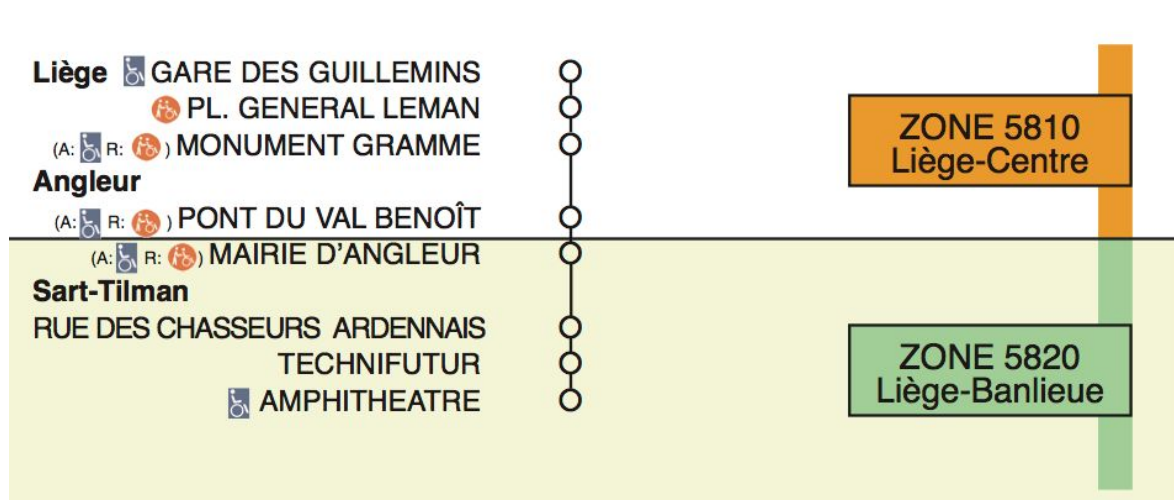 Liège GARE DES GUILLEMINS
PL. GENERAL LEMAN
(A: R: ) MONUMENT GRAMME
Angleur
(A: R: ) PONT DU VAL BENOÎT
(A: R: ) MAIRIE D'ANGLEUR
Sart-Tilman
RUE DES CHASSEURS ARDENNAIS
TECHNIFUTUR
AMPHITHEATRE
ZONE 5810
Liège-Centre
ZONE 5820
Liège-Banlieue